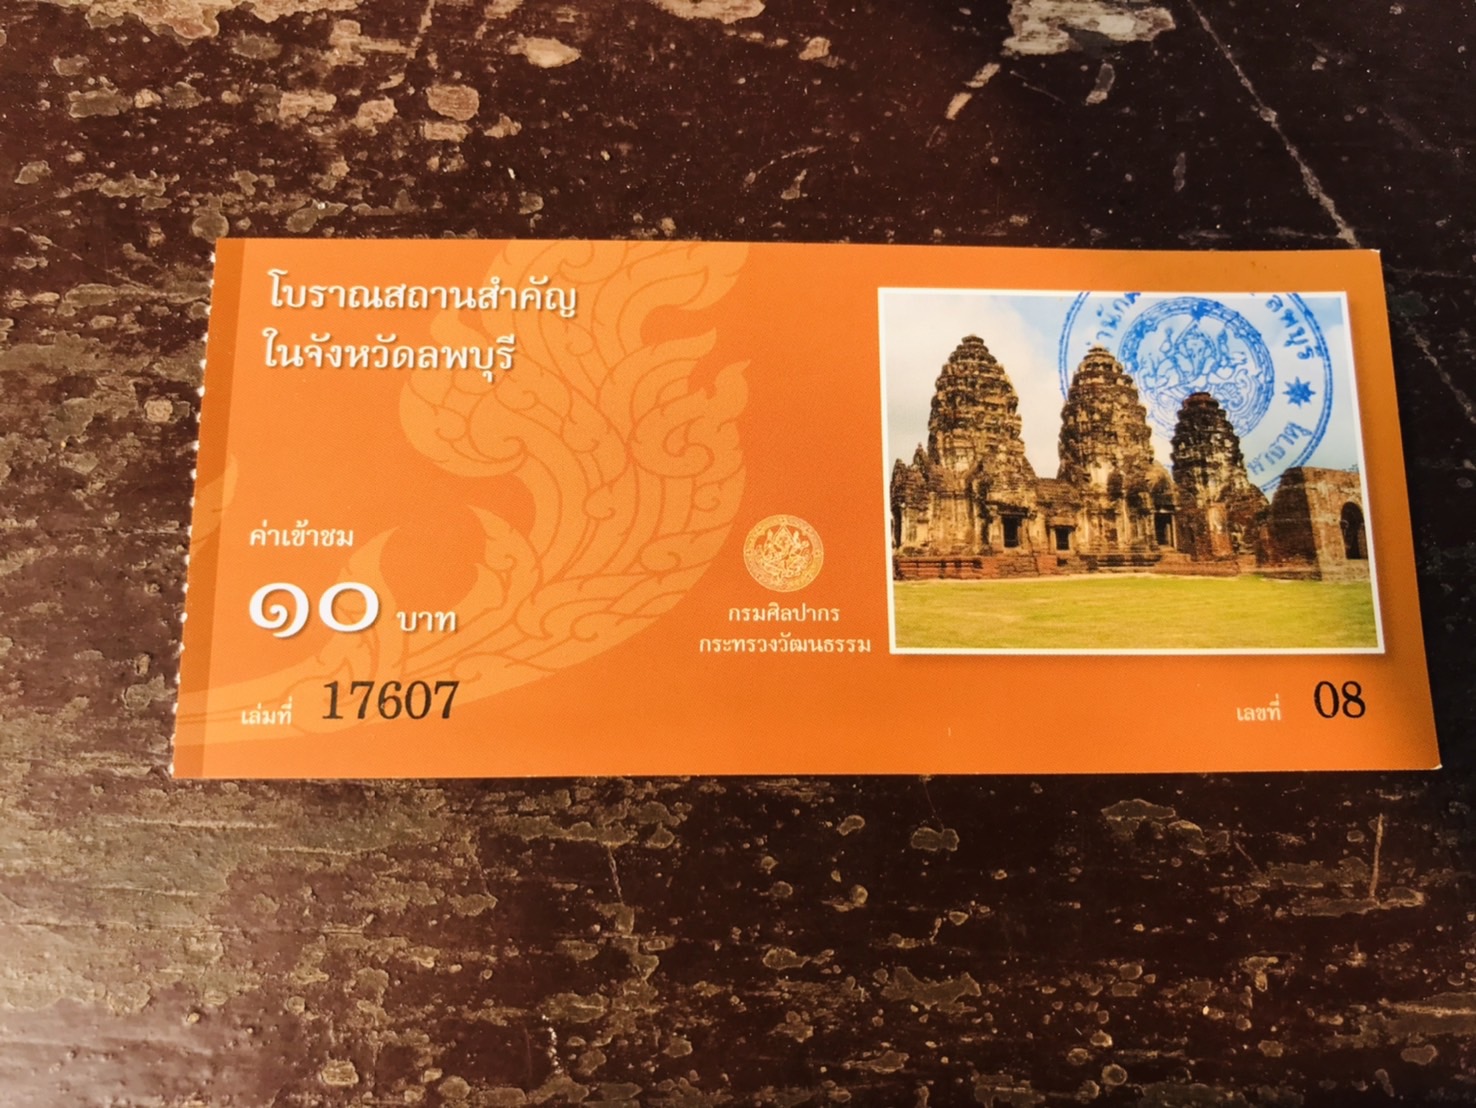 โบราณสถานสำคัญ
ในจังหวัดลพบุรี
ค่าเข้าชม
๑๐ บาท
กรมศิลปากร
กระทรวงวัฒนธรรม
เล่มที่ 17607
เลขที่ 08